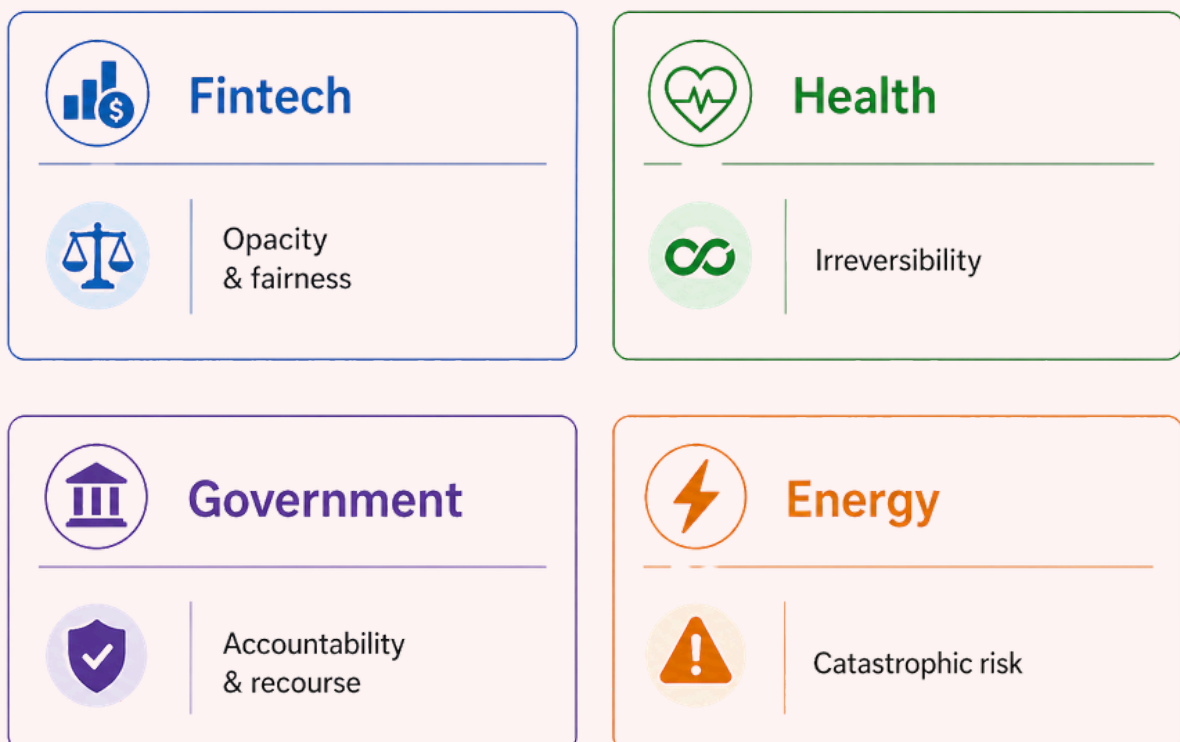 Fintech
$
Opacity
& fairness
Health
Irreversibility
Government
Accountability
& recourse
Energy
Catastrophic risk